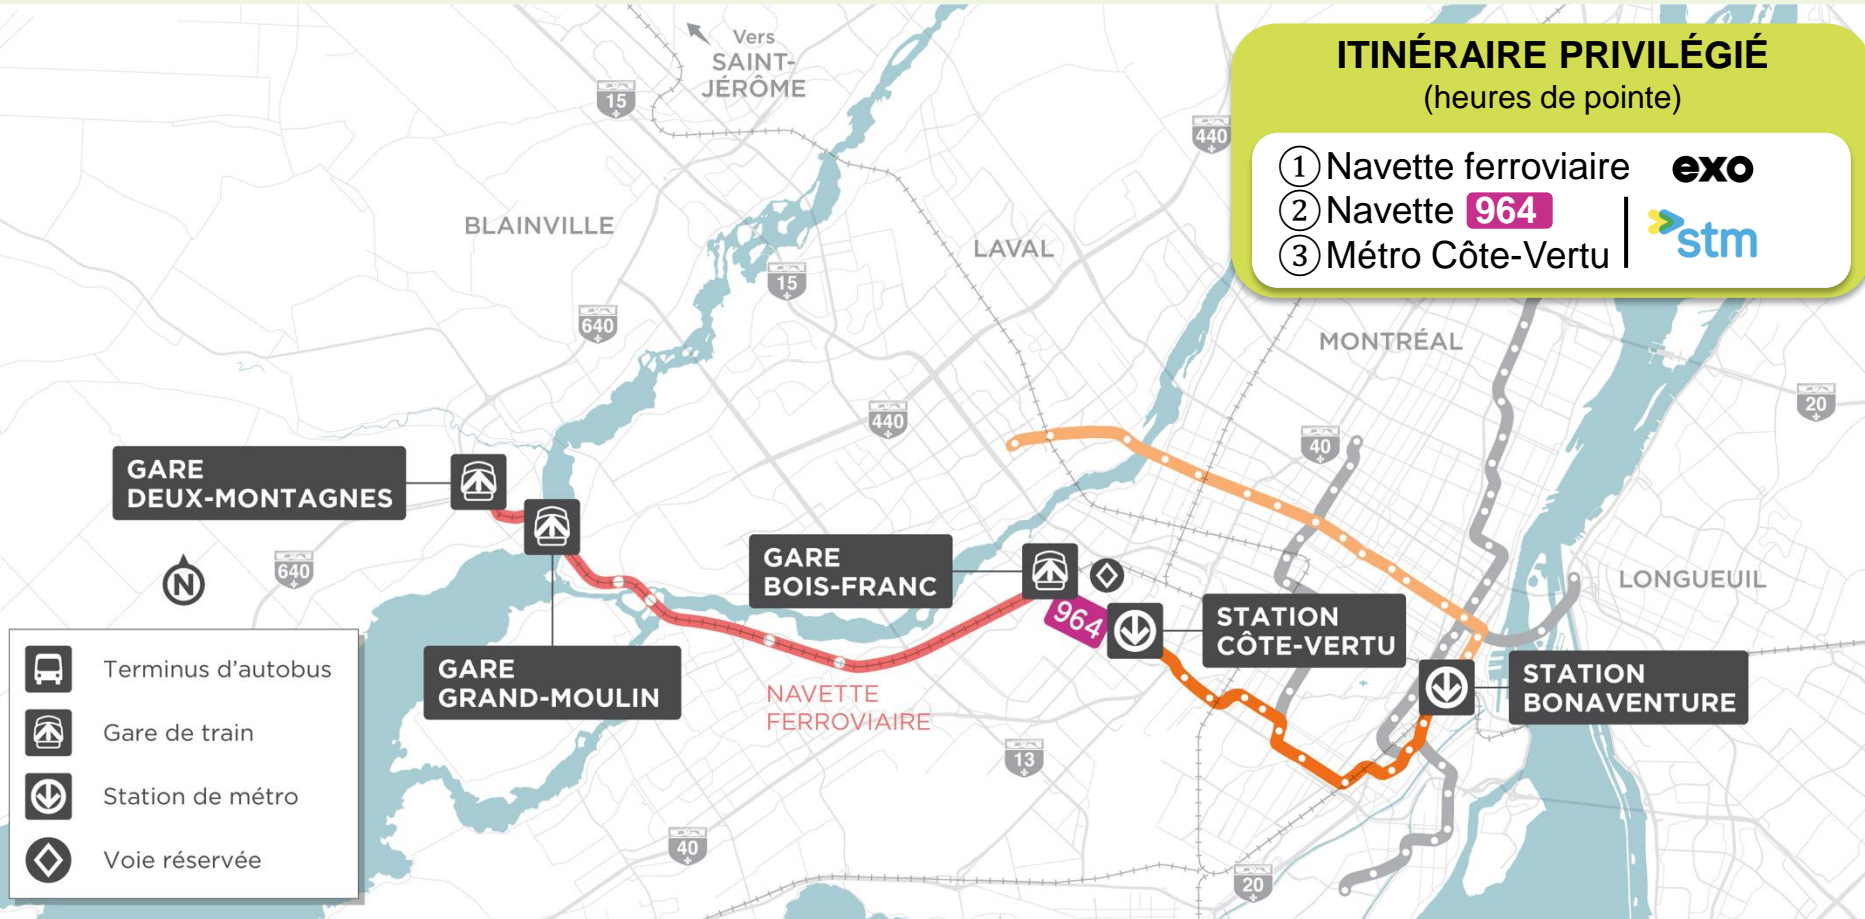 Vers
SAINT-
JÉRÔME
15
ITINÉRAIRE PRIVILÉGIÉ
(heures de pointe)
440
① Navette ferroviaire exo
② Navette 964
③ Métro Côte-Vertu
stm
BLAINVILLE
LAVAL
15
640
MONTRÉAL
20
440
40
GARE
DEUX-MONTAGNES
GARE
BOIS-FRANC
N
640
LONGUEUIL
964
STATION
CÔTE-VERTU
GARE
GRAND-MOULIN
STATION
BONAVENTURE
NAVETTE
FERROVIAIRE
13
40
20
Terminus d'autobus
Gare de train
Station de métro
Voie réservée